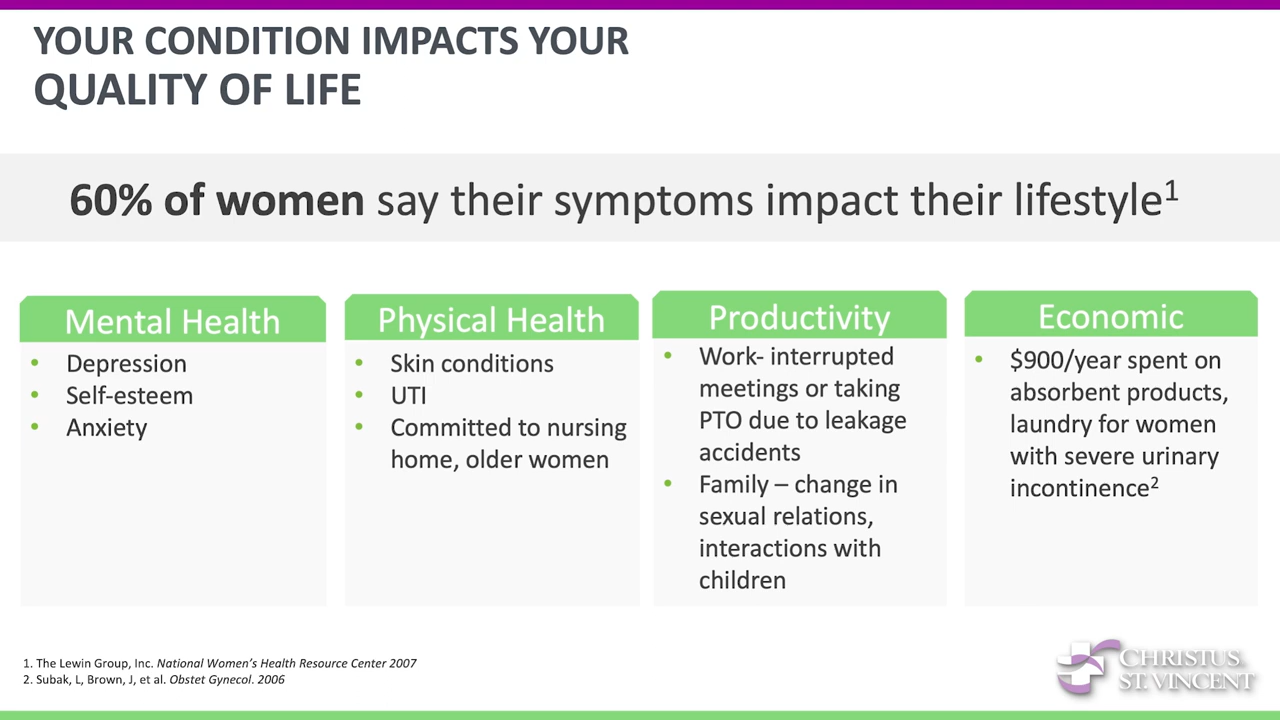 YOUR CONDITION IMPACTS YOUR
QUALITY OF LIFE
60% of women say their symptoms impact their lifestyle¹
Mental Health
• Depression
• Self-esteem
• Anxiety
Physical Health
• Skin conditions
• UTI
• Committed to nursing
home, older women
Productivity
• Work- interrupted
meetings or taking
PTO due to leakage
accidents
• Family – change in
sexual relations,
interactions with
children
Economic
• $900/year spent on
absorbent products,
laundry for women
with severe urinary
incontinence²
1. The Lewin Group, Inc. National Women’s Health Resource Center 2007
2. Subak, L, Brown, J, et al. Obstet Gynecol. 2006
CHRISTUS
ST. VINCENT